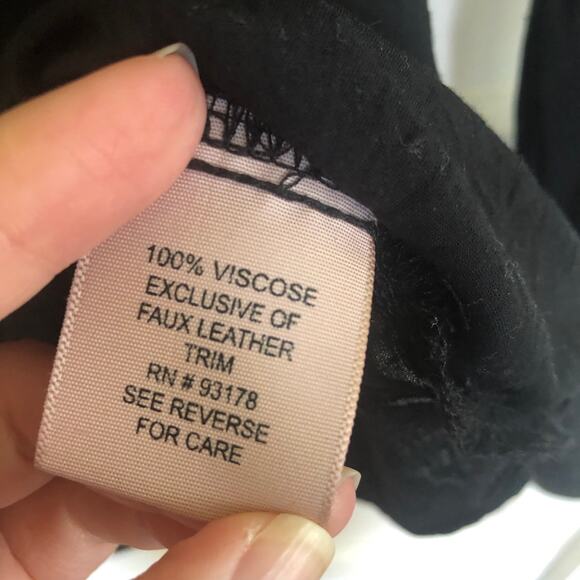 100% VISCOSE
EXCLUSIVE OF
FAUX LEATHER
TRIM
RN # 93178
SEE REVERSE
FOR CARE